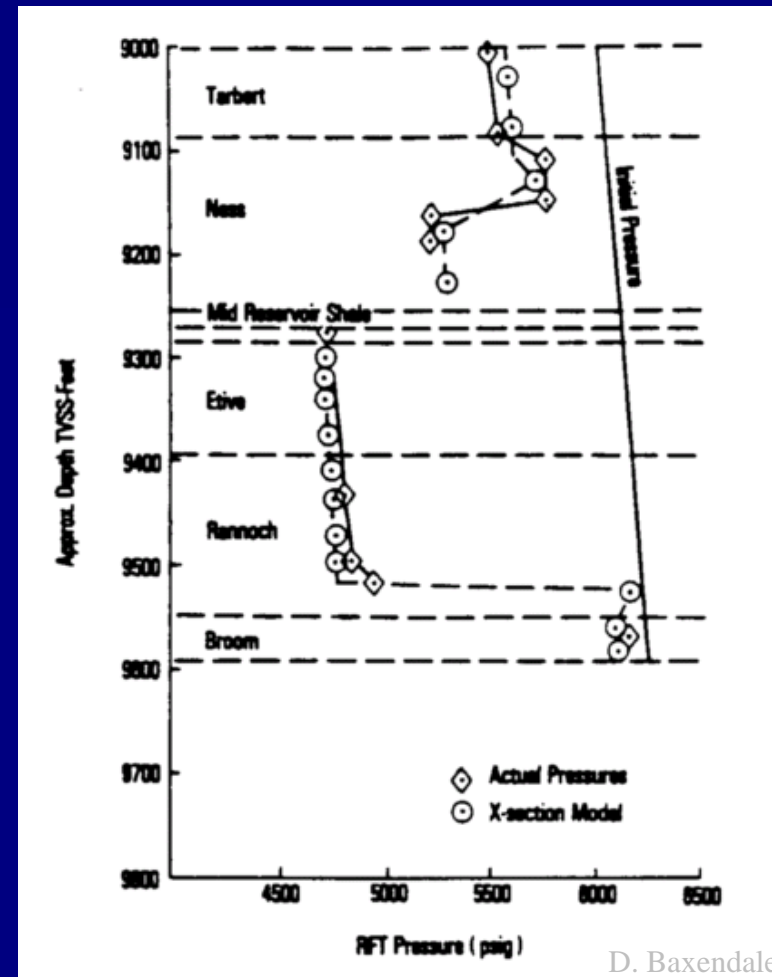 9000
Tarbert
9100
Ness
Initial Pressure
9200
Mid Reservoir Shale
9300
Etive
9400
Rannoch
9500
Broom
9600
9700
9800
Approx. Depth TVSS-Feet
Actual Pressures
X-section Model
4500 5000 5500 6000 6500
RFT Pressure ( psig )
D. Baxendale